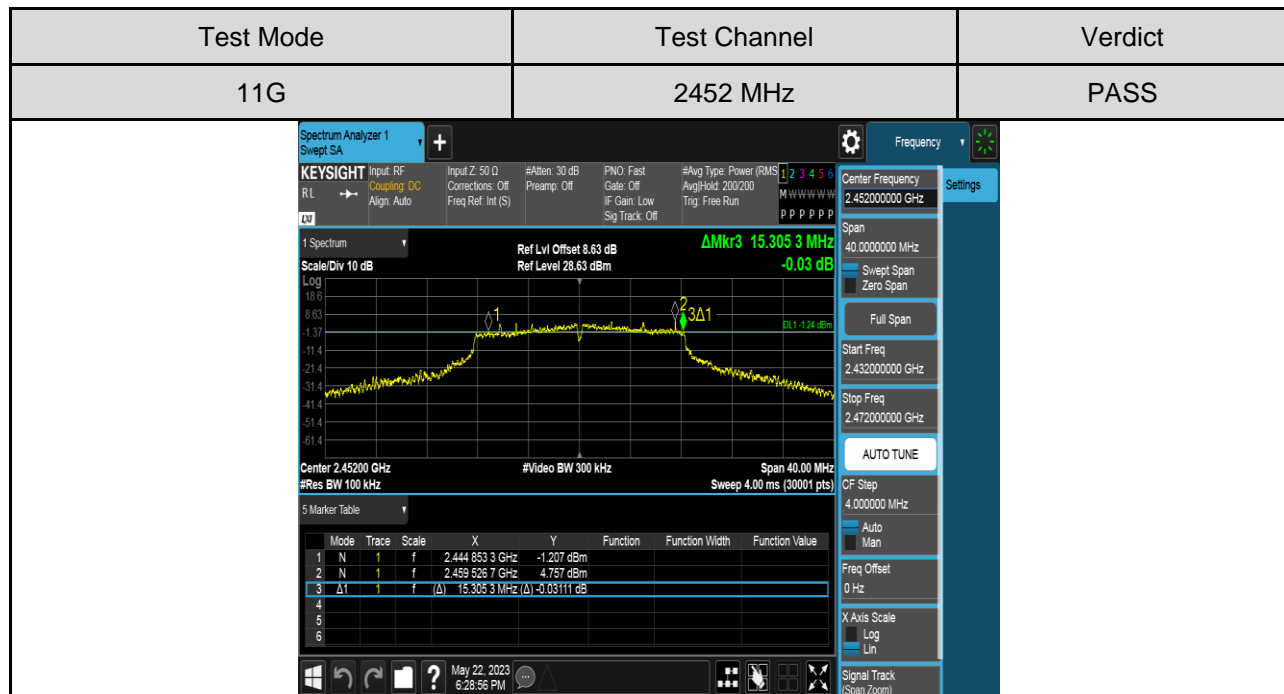 Test Mode Test Channel Verdict
11G 2452 MHz PASS
Spectrum Analyzer 1
Swept SA
+
Frequency
KEYSIGHT Input: RF Input Z: 50 Ω #Atten: 30 dB PNO: Fast #Avg Type: Power (RMS 1 2 3 4 5 6
RL Coupling: DC Corrections: Off Preamp: Off Gate: Off Avg|Hold: 200/200 M W W W W W
Align: Auto Freq Ref: Int (S) IF Gain: Low Trig: Free Run
LXI Sig Track: Off P P P P P P
1 Spectrum
Ref Lvl Offset 8.63 dB ΔMkr3 15.305 3 MHz
Scale/Div 10 dB Ref Level 28.63 dBm -0.03 dB
Log
18.6
8.63
-1.37
-11.4
-21.4
-31.4
-41.4
-51.4
-61.4
1
2
3Δ1
DL1 -1.24 dBm
Center 2.45200 GHz #Video BW 300 kHz Span 40.00 MHz
#Res BW 100 kHz Sweep 4.00 ms (30001 pts)
5 Marker Table
Mode Trace Scale X Y Function Function Width Function Value
1 N 1 f 2.444 853 3 GHz -1.207 dBm
2 N 1 f 2.459 526 7 GHz 4.757 dBm
3 Δ1 1 f (Δ) 15.305 3 MHz (Δ) -0.03111 dB
4
5
6
?
May 22, 2023
6:28:56 PM
Center Frequency
2.452000000 GHz
Settings
Span
40.0000000 MHz
Swept Span
Zero Span
Full Span
Start Freq
2.432000000 GHz
Stop Freq
2.472000000 GHz
AUTO TUNE
CF Step
4.000000 MHz
Auto
Man
Freq Offset
0 Hz
X Axis Scale
Log
Lin
Signal Track
(Span Zoom)